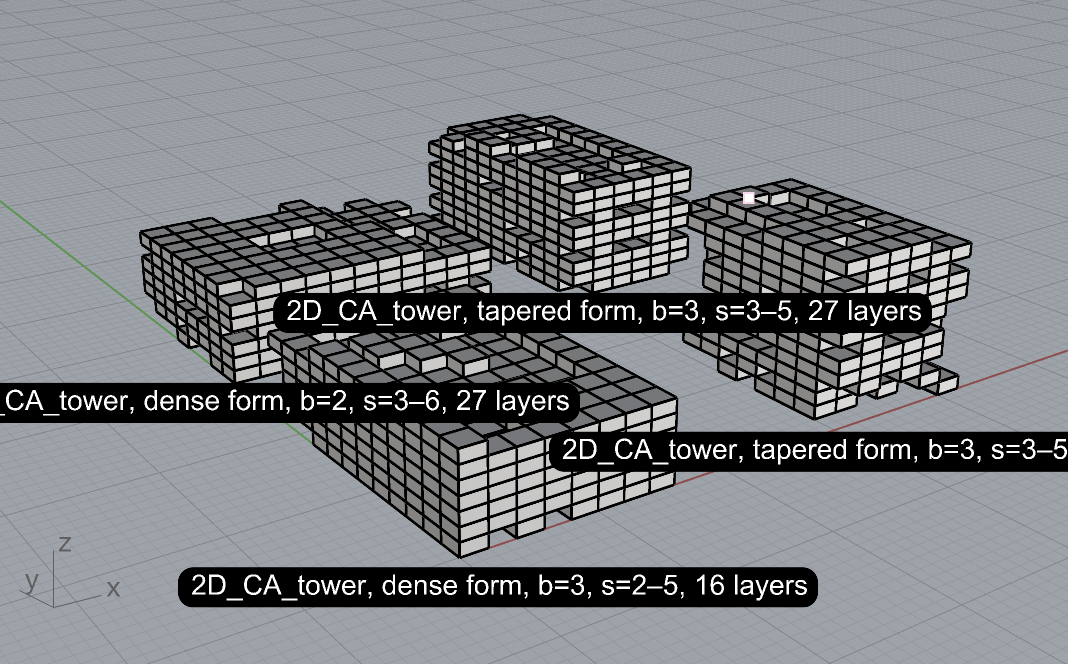 2D_CA_tower, tapered form, b=3, s=3–5, 27 layers
_CA_tower, dense form, b=2, s=3–6, 27 layers
2D_CA_tower, tapered form, b=3, s=3–5
z
y
x
2D_CA_tower, dense form, b=3, s=2–5, 16 layers